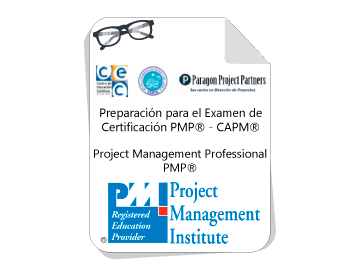 CEC
Paragon Project Partners
Preparación para el Examen de
Certificación PMP® - CAPM®
Project Management Professional
PMP®
PMI
Registered
Education
Provider
®
Project
Management
Institute